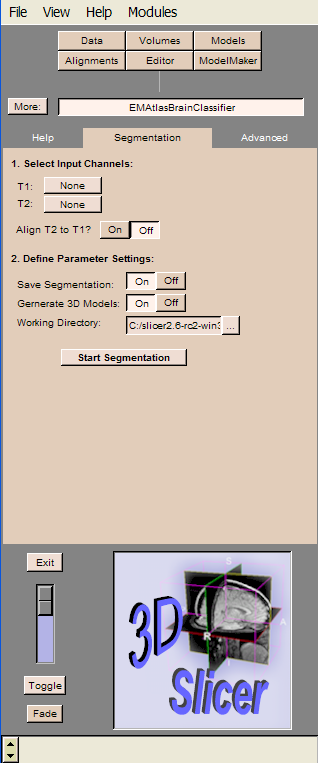 File View Help Modules
Data Volumes Models
Alignments Editor ModelMaker
More: EMAtlasBrainClassifier
Help Segmentation Advanced
1. Select Input Channels:
T1: None
T2: None
Align T2 to T1? On Off
2. Define Parameter Settings:
Save Segmentation: On Off
Gernerate 3D Models: On Off
Working Directory: C:/slicer2.6-rc2-win3 ...
Start Segmentation
Exit
Toggle
Fade
S
A
R
I
3D
Slicer